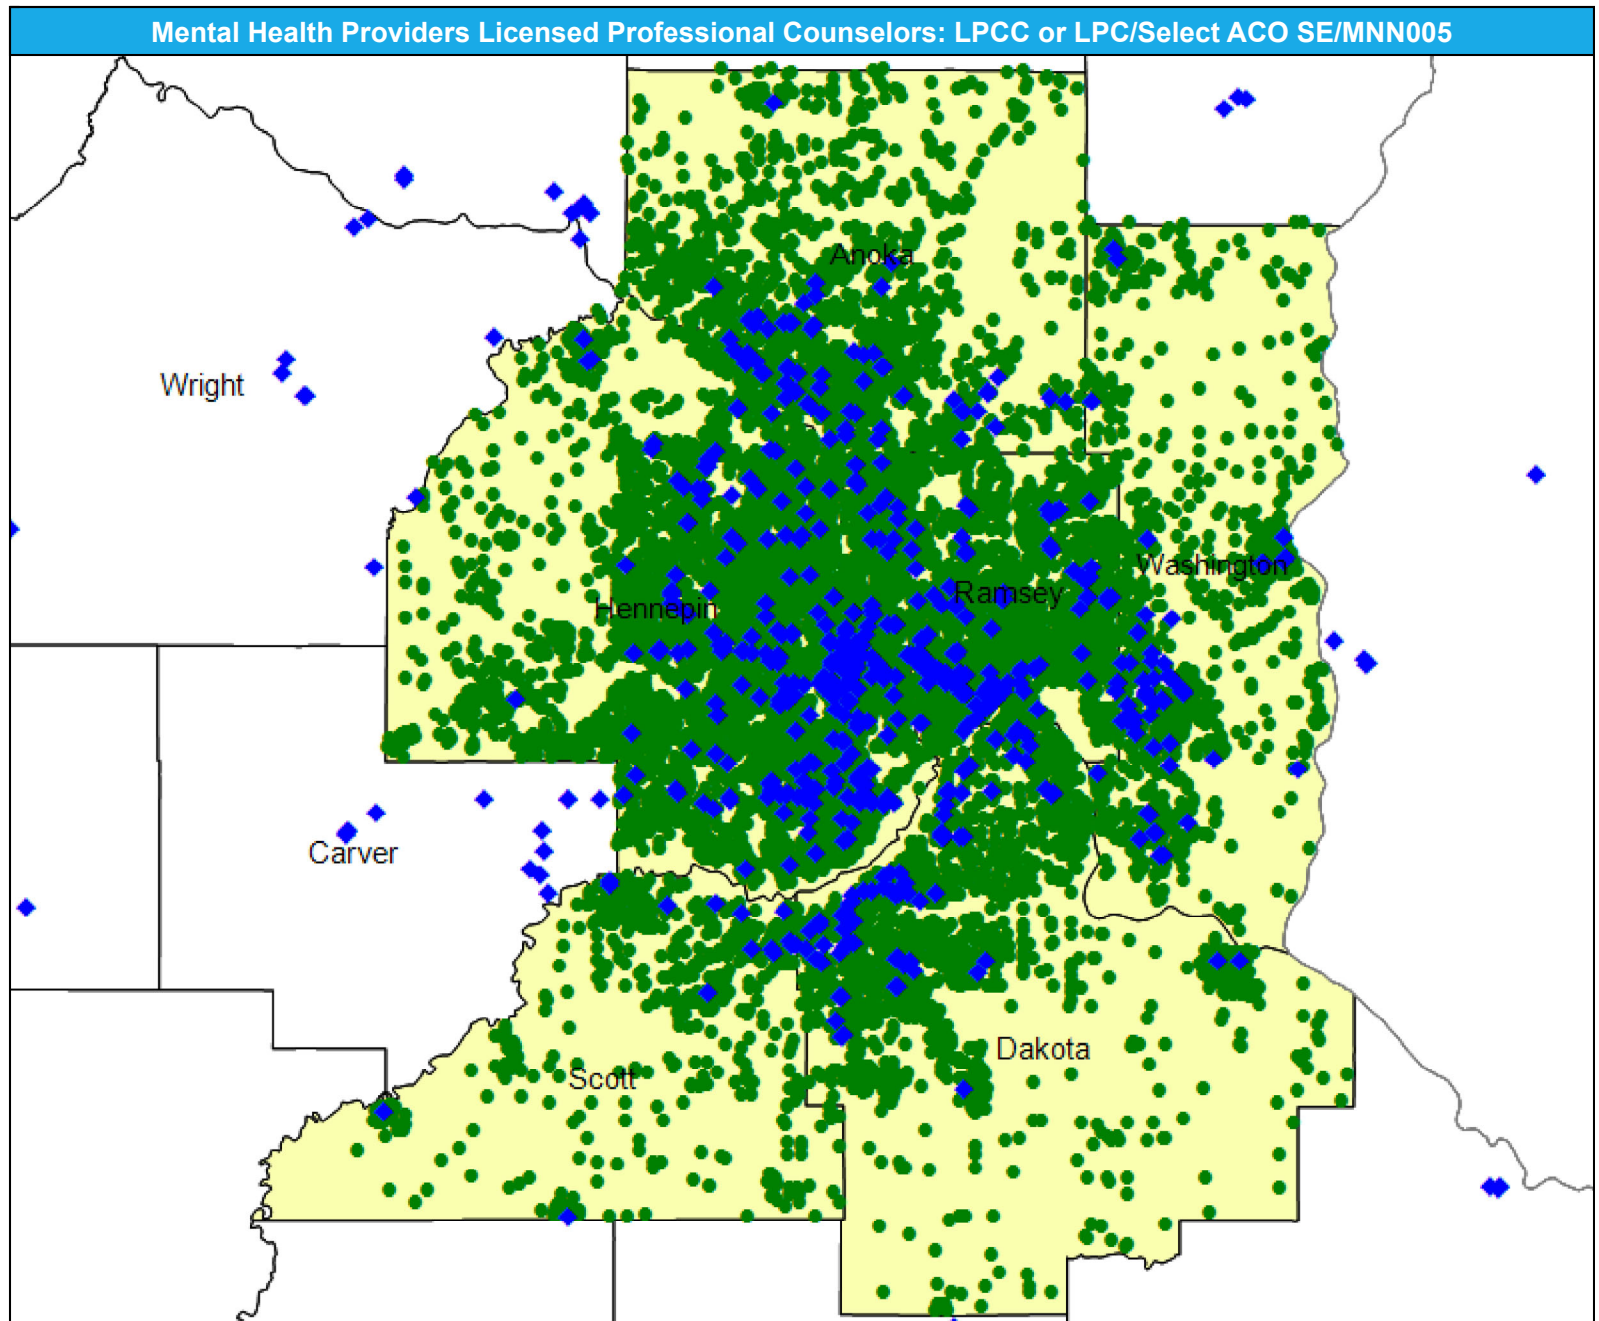 Mental Health Providers Licensed Professional Counselors: LPCC or LPC/Select ACO SE/MNN005
Anoka
Wright
Washington
Ramsey
Hennepin
Carver
Dakota
Scott